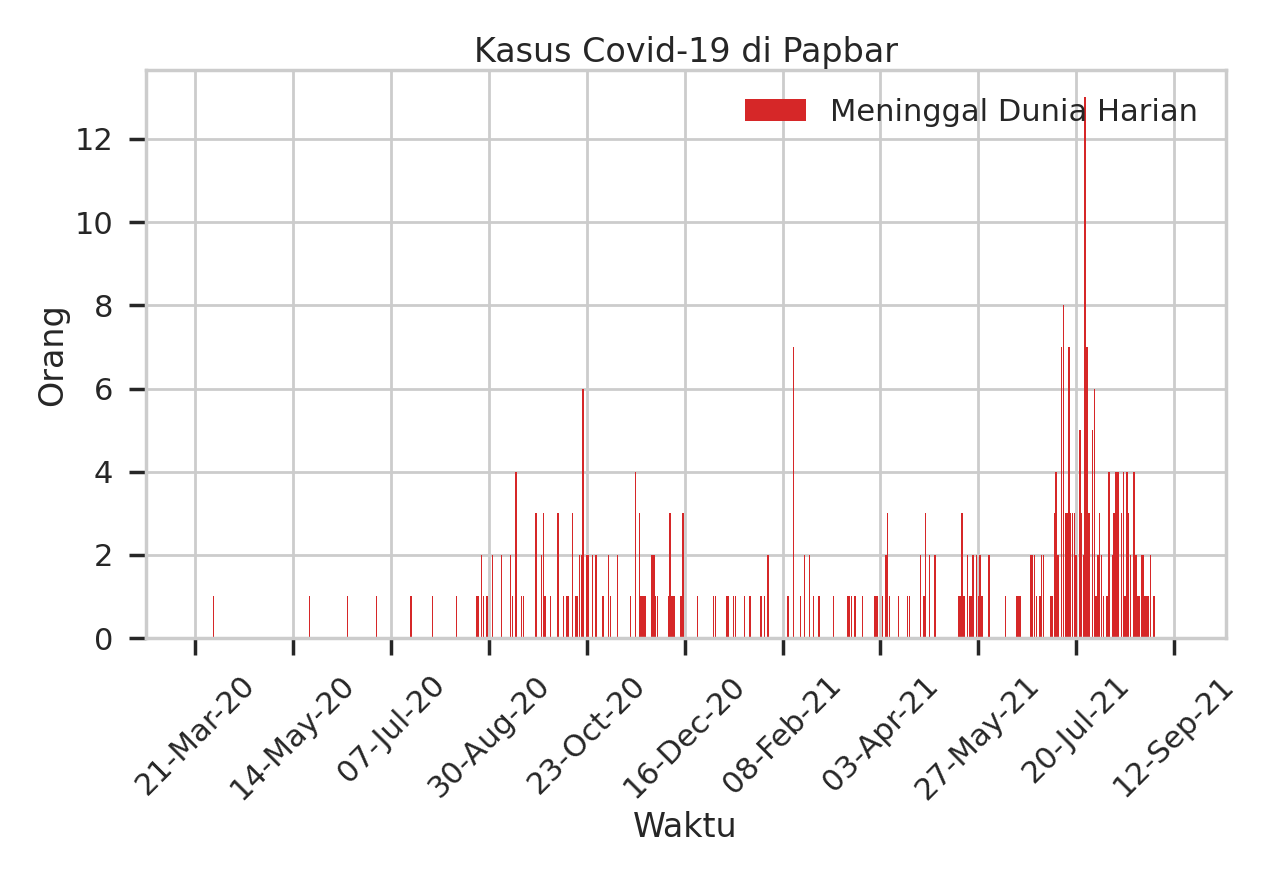 Kasus Covid-19 di Papbar
Meninggal Dunia Harian
12
10
8
6
4
2
0
Orang
21-Mar-20
14-May-20
07-Jul-20
30-Aug-20
23-Oct-20
16-Dec-20
08-Feb-21
03-Apr-21
27-May-21
20-Jul-21
12-Sep-21
Waktu